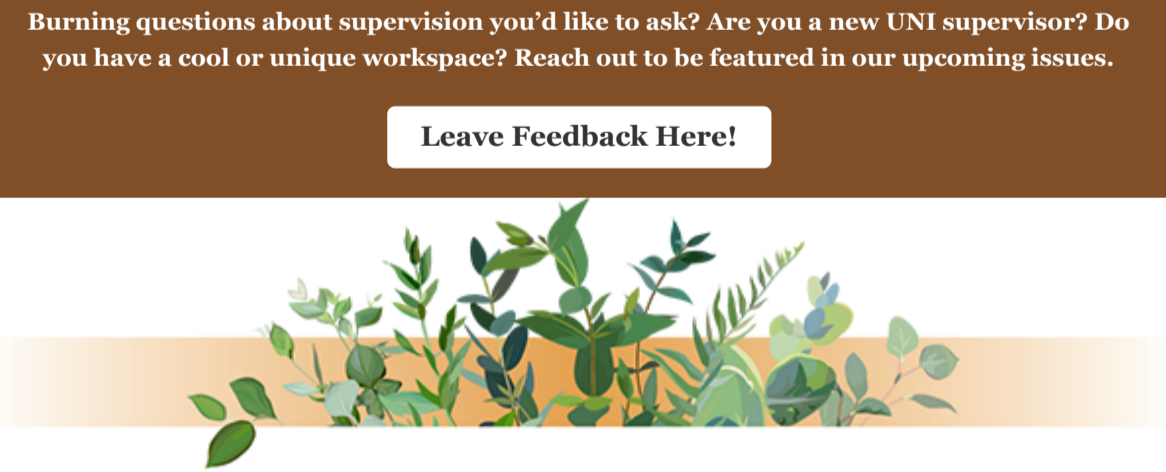 Burning questions about supervision you’d like to ask? Are you a new UNI supervisor? Do
you have a cool or unique workspace? Reach out to be featured in our upcoming issues.
Leave Feedback Here!